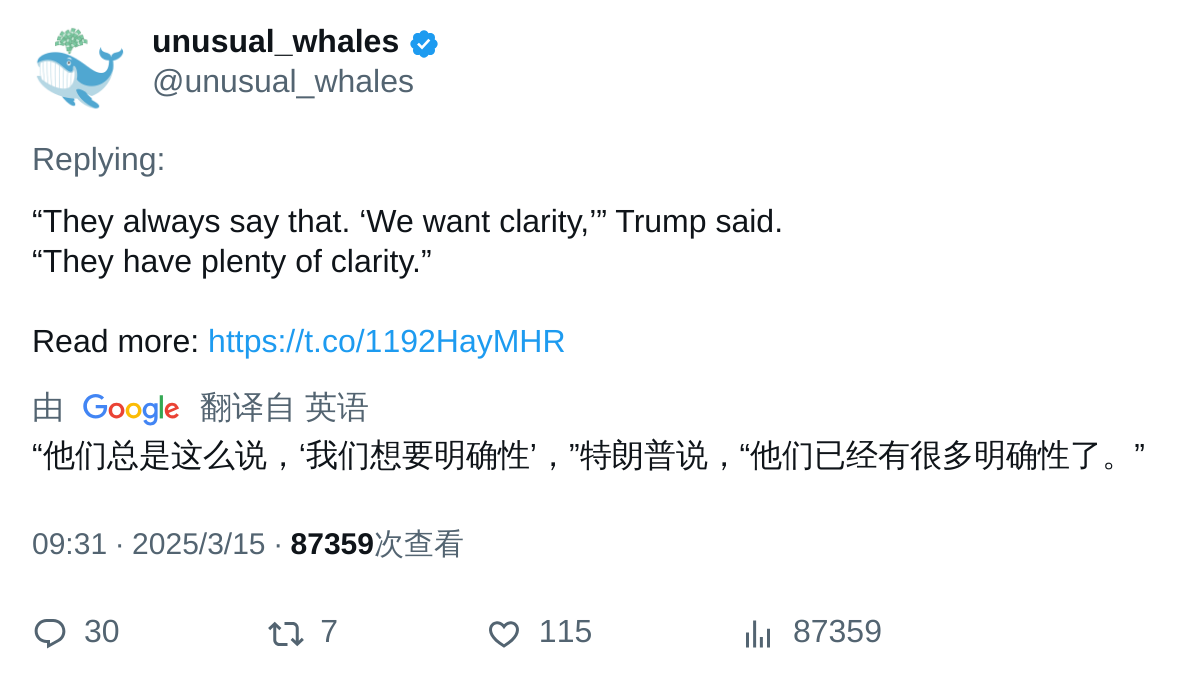 unusual_whales
@unusual_whales
Replying:
“They always say that. ‘We want clarity,’” Trump said.
“They have plenty of clarity.”
Read more: https://t.co/1192HayMHR
由 Google 翻译自 英语
“他们总是这么说，‘我们想要明确性’，”特朗普说，“他们已经有很多明确性了。”
09:31 · 2025/3/15 · 87359次查看
30 7 115 87359